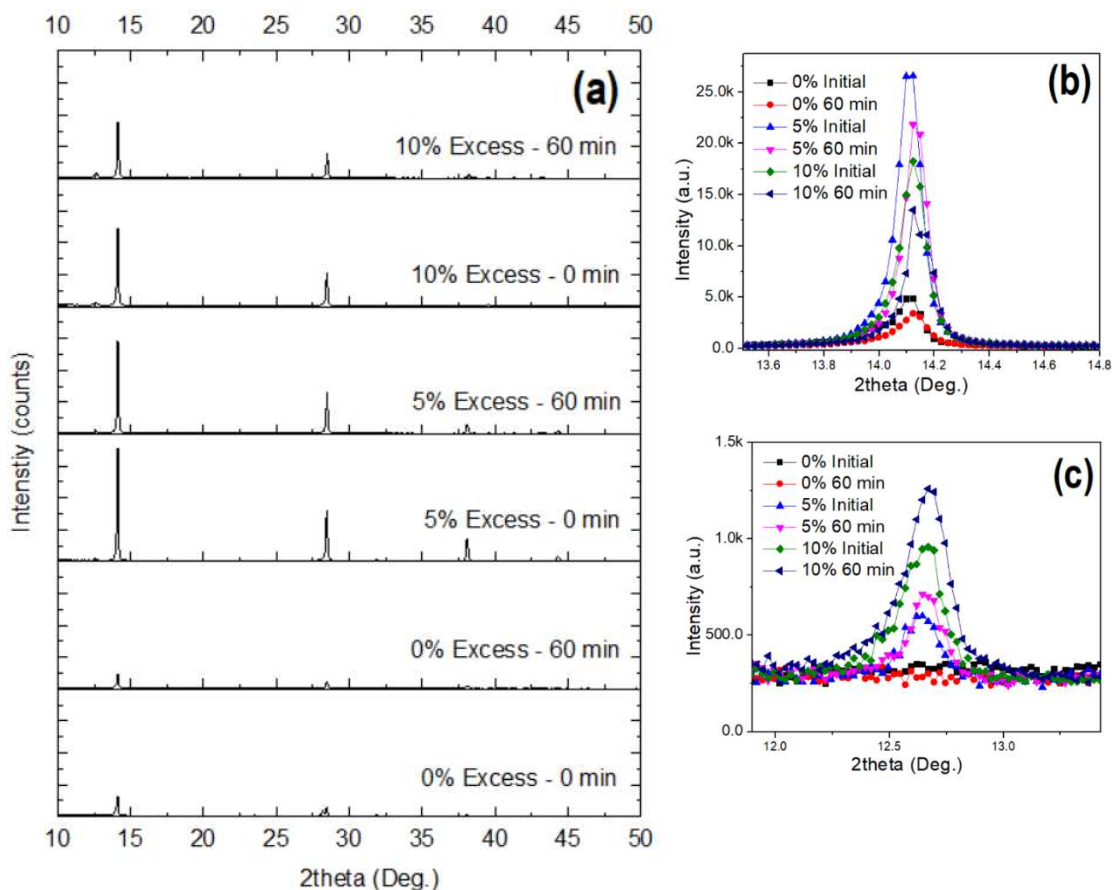 10 15 20 25 30 35 40 45 50
(a)
10% Excess - 60 min
10% Excess - 0 min
5% Excess - 60 min
5% Excess - 0 min
0% Excess - 60 min
0% Excess - 0 min
Intenstiy (counts)
10 15 20 25 30 35 40 45 50
2theta (Deg.)
(b)
0% Initial
0% 60 min
5% Initial
5% 60 min
10% Initial
10% 60 min
25.0k
20.0k
15.0k
10.0k
5.0k
0.0
Intensity (a.u.)
13.6 13.8 14.0 14.2 14.4 14.6 14.8
2theta (Deg.)
(c)
0% Initial
0% 60 min
5% Initial
5% 60 min
10% Initial
10% 60 min
1.5k
1.0k
500.0
0.0
Intensity (a.u.)
12.0 12.5 13.0
2theta (Deg.)